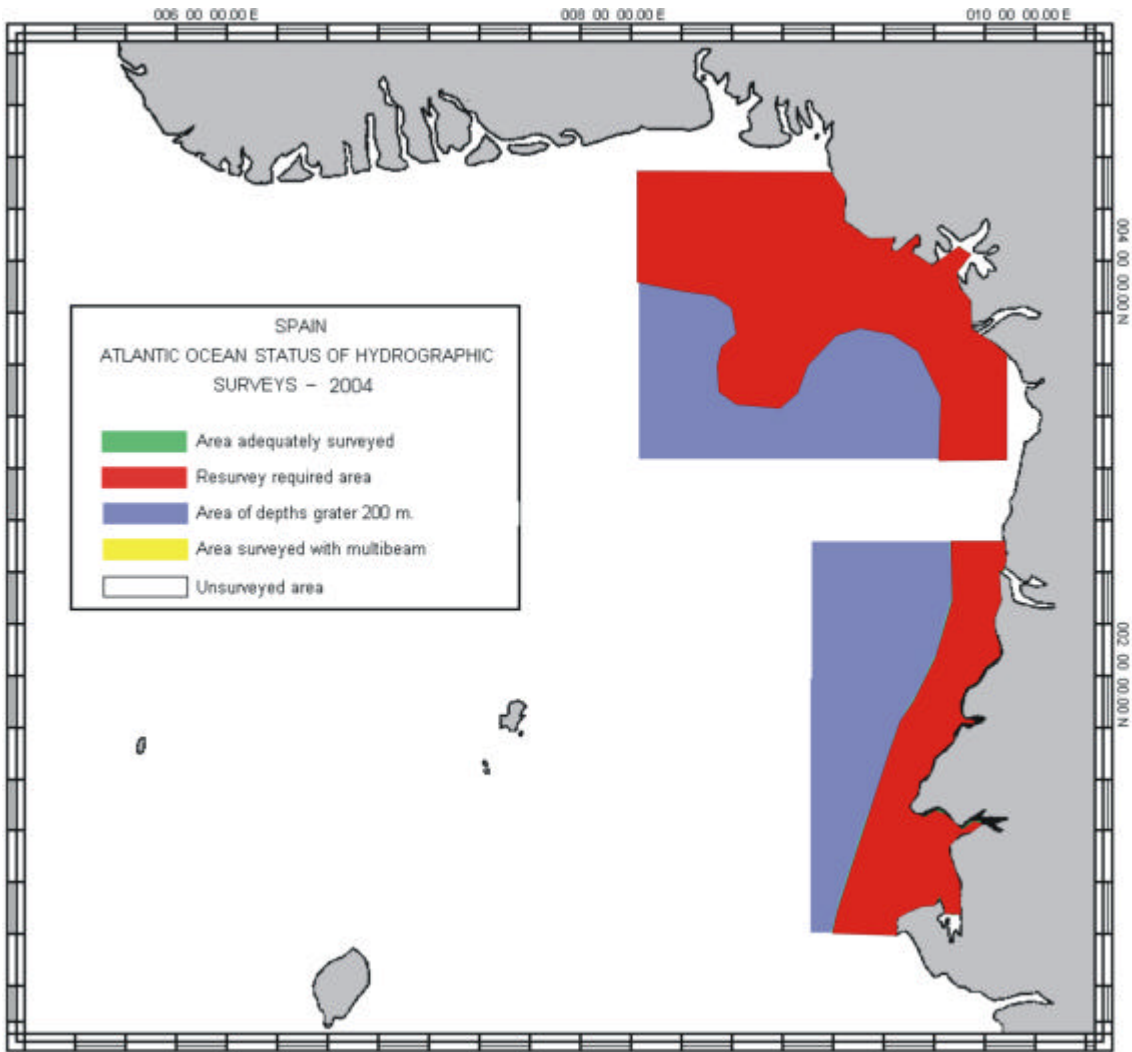 006 00 00.00 E
008 00 00.00 E
010 00 00.00 E
004 00 00.00 N
SPAIN
ATLANTIC OCEAN STATUS OF HYDROGRAPHIC
SURVEYS - 2004
Area adequately surveyed
Resurvey required area
Area of depths grater 200 m.
Area surveyed with multibeam
Unsurveyed area
002 00 00.00 N